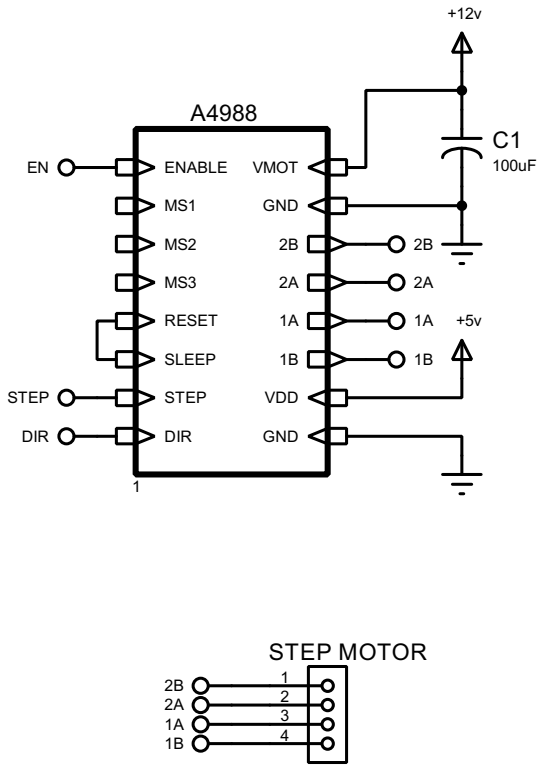 +12v
A4988
C1
100uF
EN ENABLE VMOT
MS1 GND
MS2 2B 2B
MS3 2A 2A
RESET 1A 1A +5v
SLEEP 1B 1B
STEP STEP VDD
DIR DIR GND
1
STEP MOTOR
2B 1
2A 2
1A 3
1B 4